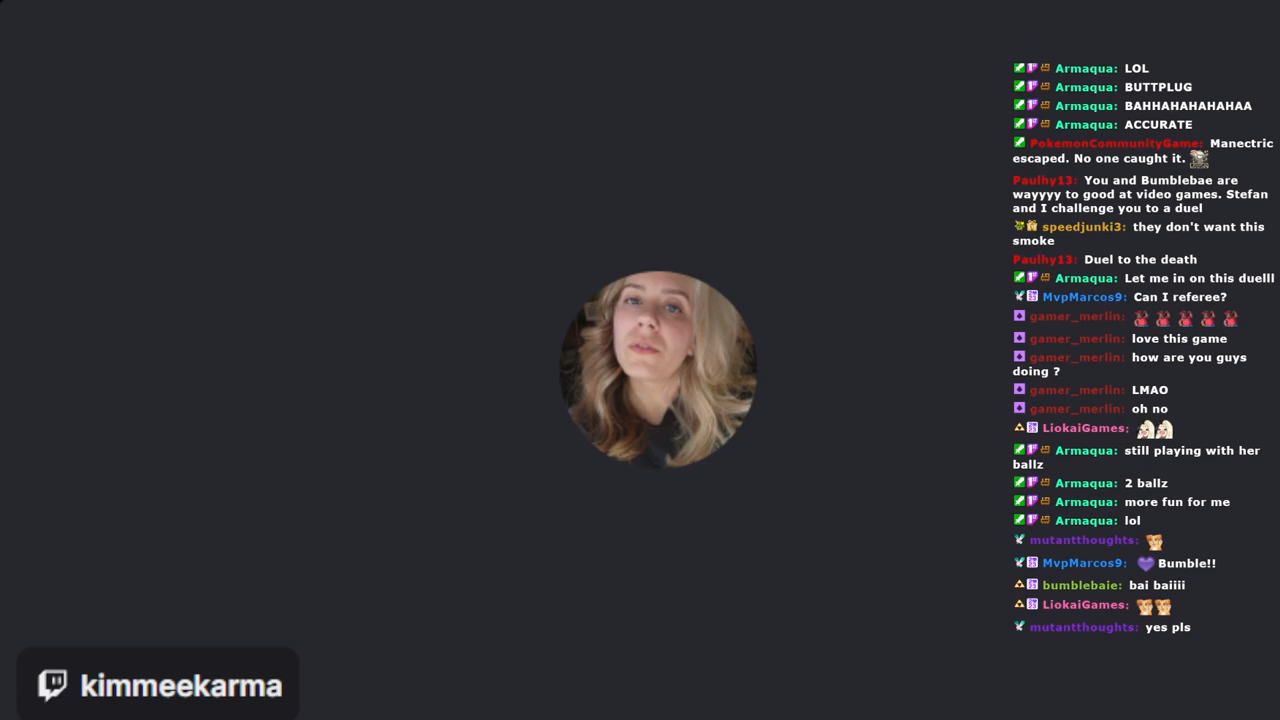 Armaqua: LOL
Armaqua: BUTTPLUG
Armaqua: BAHHAHAHAHAHAA
Armaqua: ACCURATE
PokemonCommunityGame: Manectric
escaped. No one caught it.
Paulhy13: You and Bumblebae are
wayyyy to good at video games. Stefan
and I challenge you to a duel
speedjunki3: they don't want this
smoke
Paulhy13: Duel to the death
Armaqua: Let me in on this duelll
MvpMarcos9: Can I referee?
gamer_merlin:
gamer_merlin: love this game
gamer_merlin: how are you guys
doing ?
gamer_merlin: LMAO
gamer_merlin: oh no
LiokaiGames:
Armaqua: still playing with her
ballz
Armaqua: 2 ballz
Armaqua: more fun for me
Armaqua: lol
mutantthoughts:
MvpMarcos9: Bumble!!
bumblebaie: bai baiiii
LiokaiGames:
mutantthoughts: yes pls
kimmeekarma